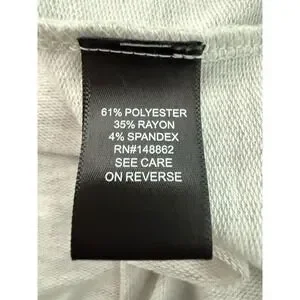 61% POLYESTER
35% RAYON
4% SPANDEX
RN#148862
SEE CARE
ON REVERSE